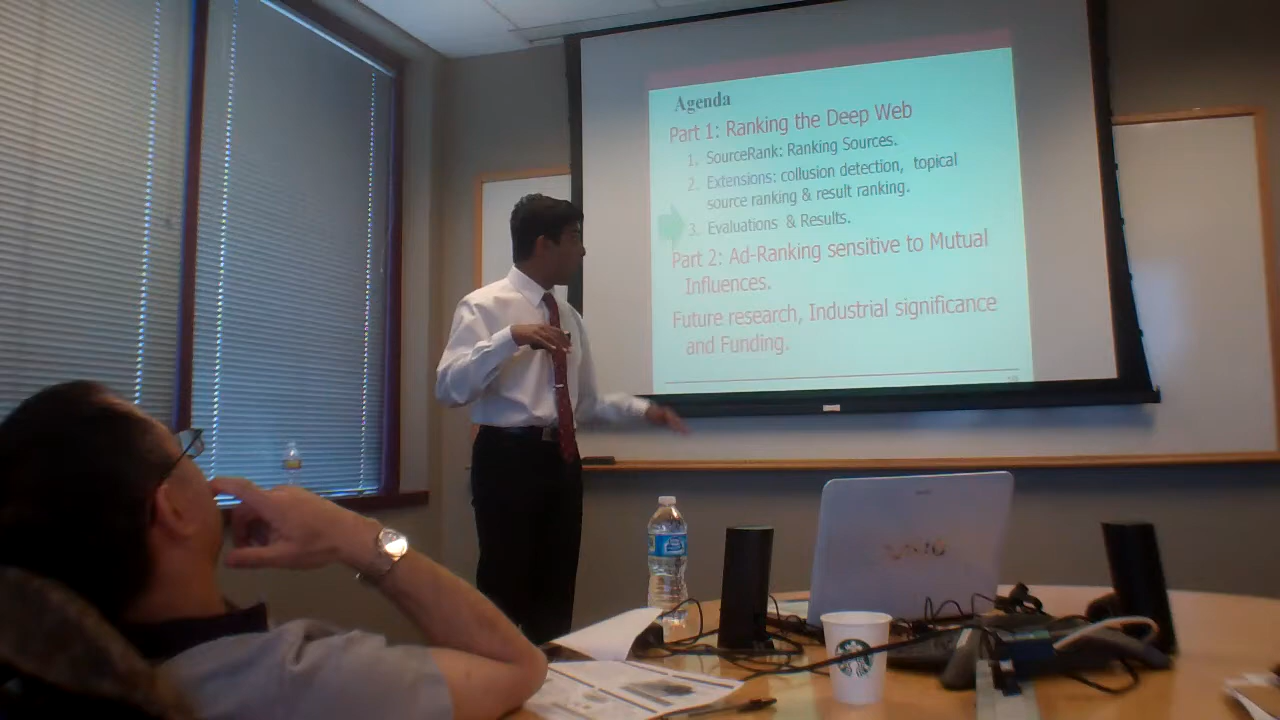 Agenda
Part 1: Ranking the Deep Web
1. SourceRank: Ranking Sources.
2. Extensions: collusion detection, topical
source ranking & result ranking.
3. Evaluations & Results.
Part 2: Ad-Ranking sensitive to Mutual
Influences.
Future research, Industrial significance
and Funding.
VAIO